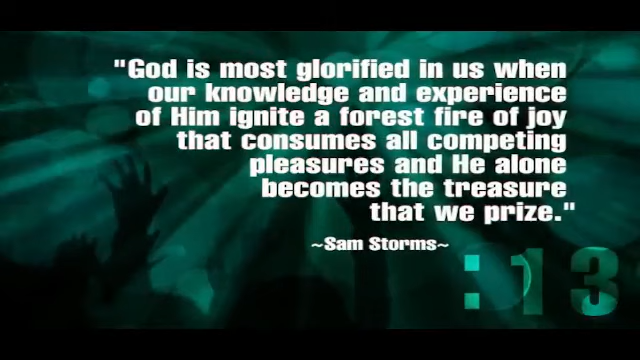 "God is most glorified in us when
our knowledge and experience
of Him ignite a forest fire of joy
that consumes all competing
pleasures and He alone
becomes the treasure
that we prize."
~Sam Storms~
:13